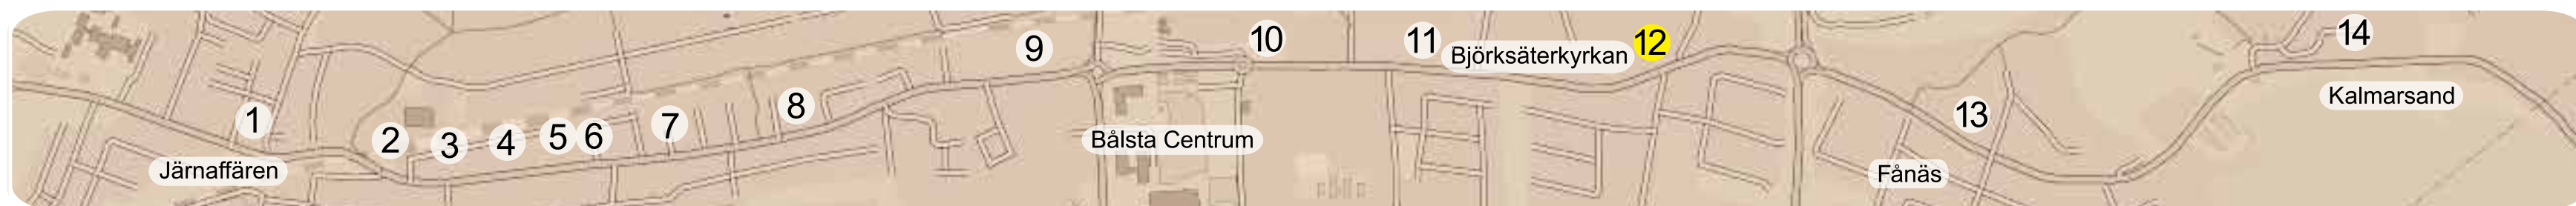 1
Järnaffären
2
3
4
5
6
7
8
9
Bålsta Centrum
10
11
Björksäterkyrkan
12
13
Fånäs
14
Kalmarsand